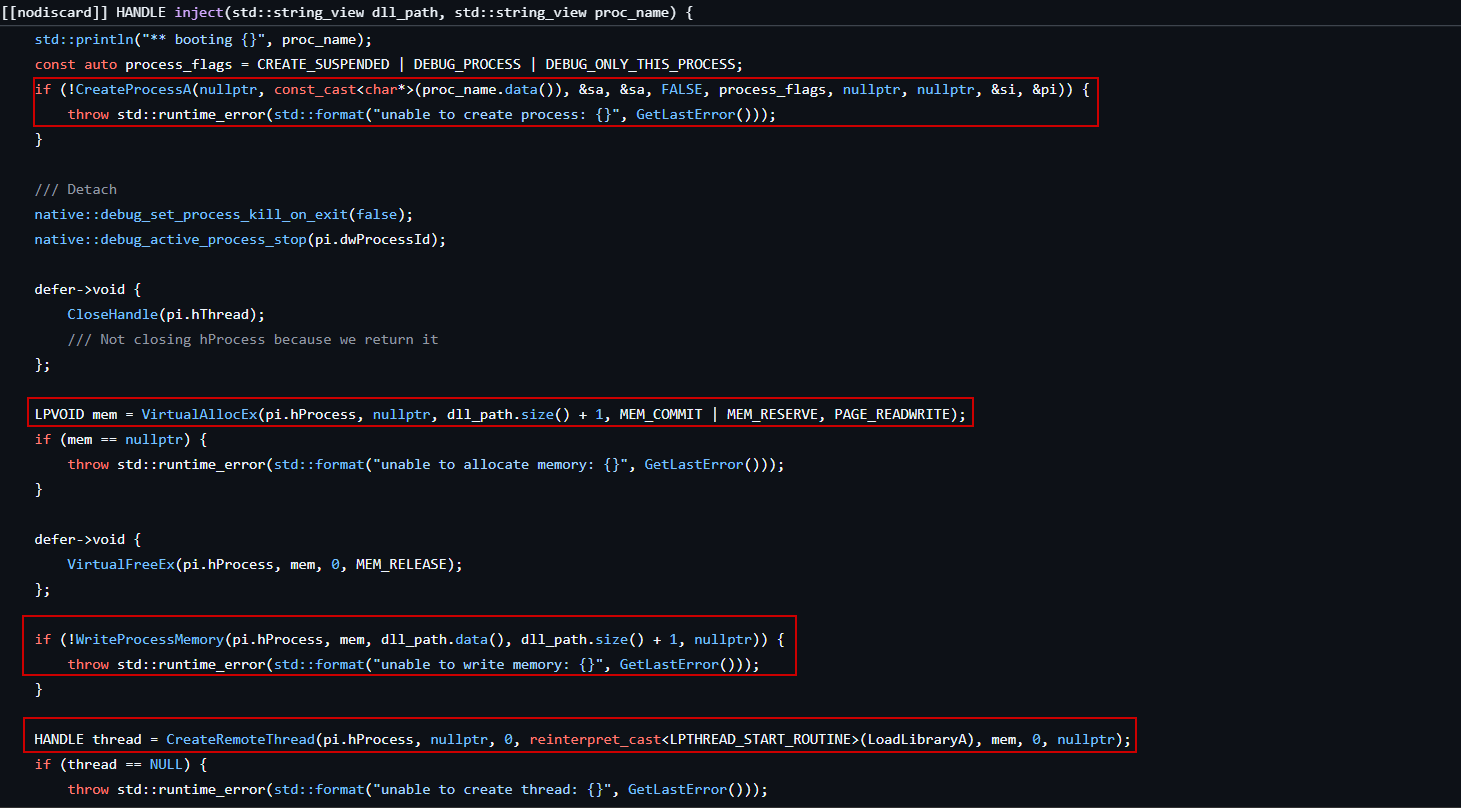 [[nodiscard]] HANDLE inject(std::string_view dll_path, std::string_view proc_name) {
    std::println("** booting {}", proc_name);
    const auto process_flags = CREATE_SUSPENDED | DEBUG_PROCESS | DEBUG_ONLY_THIS_PROCESS;
    if (!CreateProcessA(nullptr, const_cast<char*>(proc_name.data()), &sa, &sa, FALSE, process_flags, nullptr, nullptr, &si, &pi)) {
        throw std::runtime_error(std::format("unable to create process: {}", GetLastError()));
    }
    /// Detach
    native::debug_set_process_kill_on_exit(false);
    native::debug_active_process_stop(pi.dwProcessId);
    defer->void {
        CloseHandle(pi.hThread);
        /// Not closing hProcess because we return it
    };
    LPVOID mem = VirtualAllocEx(pi.hProcess, nullptr, dll_path.size() + 1, MEM_COMMIT | MEM_RESERVE, PAGE_READWRITE);
    if (mem == nullptr) {
        throw std::runtime_error(std::format("unable to allocate memory: {}", GetLastError()));
    }
    defer->void {
        VirtualFreeEx(pi.hProcess, mem, 0, MEM_RELEASE);
    };
    if (!WriteProcessMemory(pi.hProcess, mem, dll_path.data(), dll_path.size() + 1, nullptr)) {
        throw std::runtime_error(std::format("unable to write memory: {}", GetLastError()));
    }
    HANDLE thread = CreateRemoteThread(pi.hProcess, nullptr, 0, reinterpret_cast<LPTHREAD_START_ROUTINE>(LoadLibraryA), mem, 0, nullptr);
    if (thread == NULL) {
        throw std::runtime_error(std::format("unable to create thread: {}", GetLastError()));